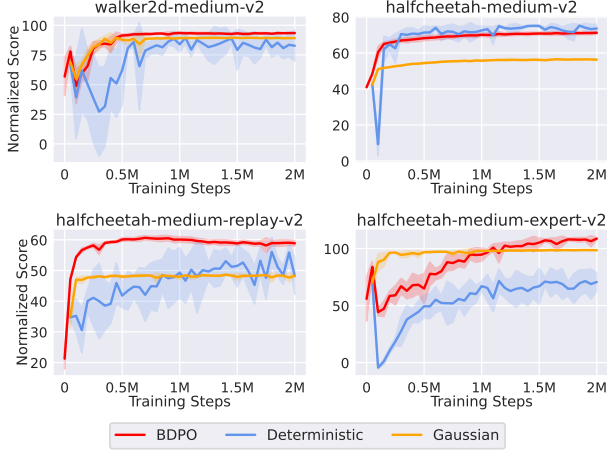 walker2d-medium-v2
halfcheetah-medium-v2
Normalized Score
100
75
50
25
0
80
60
40
20
0
0 0.5M 1M 1.5M 2M
0 0.5M 1M 1.5M 2M
Training Steps
Training Steps
halfcheetah-medium-replay-v2
halfcheetah-medium-expert-v2
Normalized Score
60
50
40
30
20
100
50
0
0 0.5M 1M 1.5M 2M
0 0.5M 1M 1.5M 2M
Training Steps
Training Steps
BDPO Deterministic Gaussian